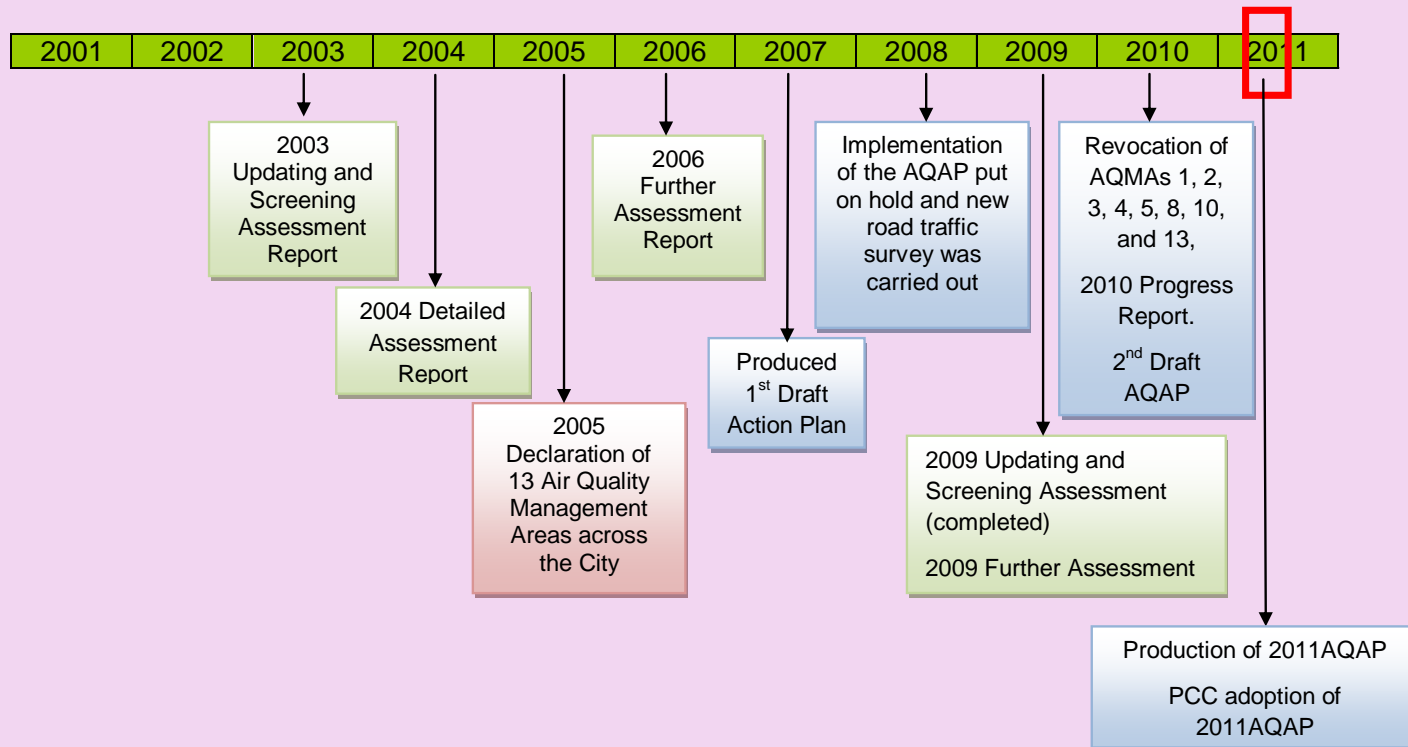 2001 2002 2003 2004 2005 2006 2007 2008 2009 2010 2011
2003
Updating and
Screening
Assessment
Report
2004 Detailed
Assessment
Report
2005
Declaration of
13 Air Quality
Management
Areas across
the City
2006
Further
Assessment
Report
Produced
1st Draft
Action Plan
Implementation
of the AQAP put
on hold and new
road traffic
survey was
carried out
2009 Updating and
Screening Assessment
(completed)
2009 Further Assessment
Revocation of
AQMAs 1, 2,
3, 4, 5, 8, 10,
and 13,
2010 Progress
Report.
2nd Draft
AQAP
Production of 2011AQAP
PCC adoption of
2011AQAP